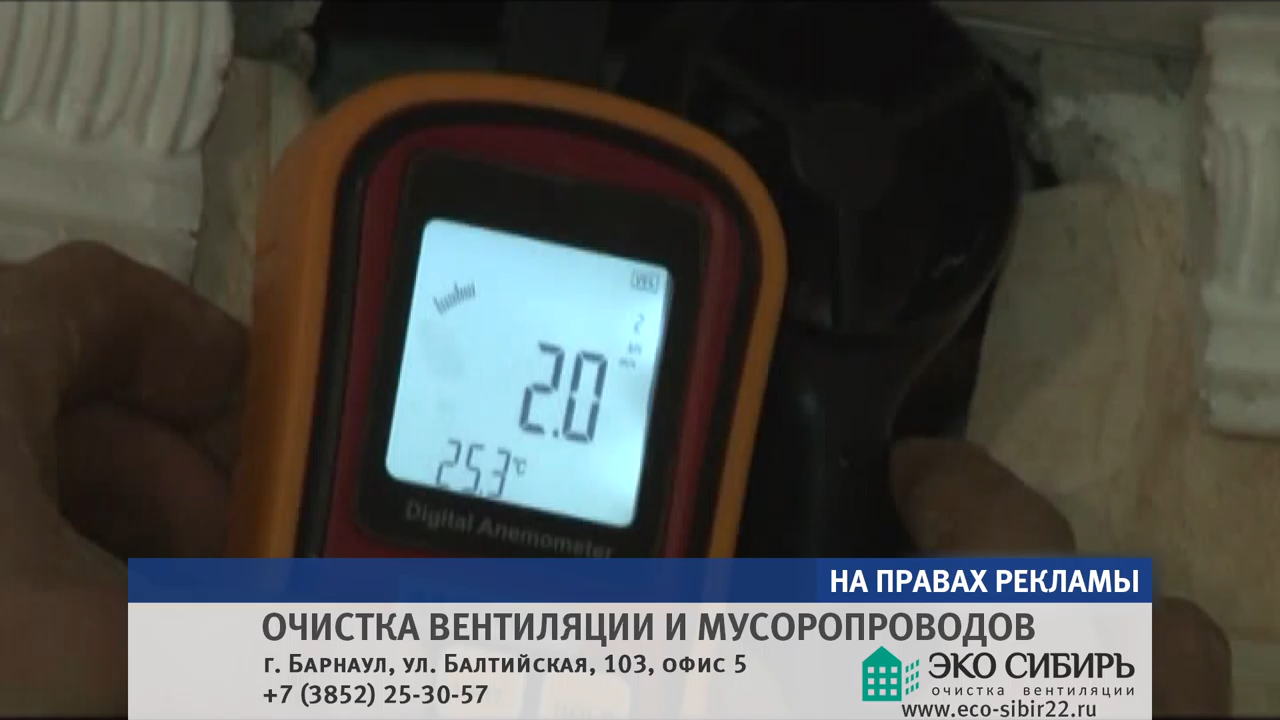 2
2.0
25.3 °C
Digital Anemometer
НА ПРАВАХ РЕКЛАМЫ
ОЧИСТКА ВЕНТИЛЯЦИИ И МУСОРОПРОВОДОВ
г. Барнаул, ул. Балтийская, 103, офис 5
+7 (3852) 25-30-57
ЭКО СИБИРЬ
очистка вентиляции
www.eco-sibir22.ru